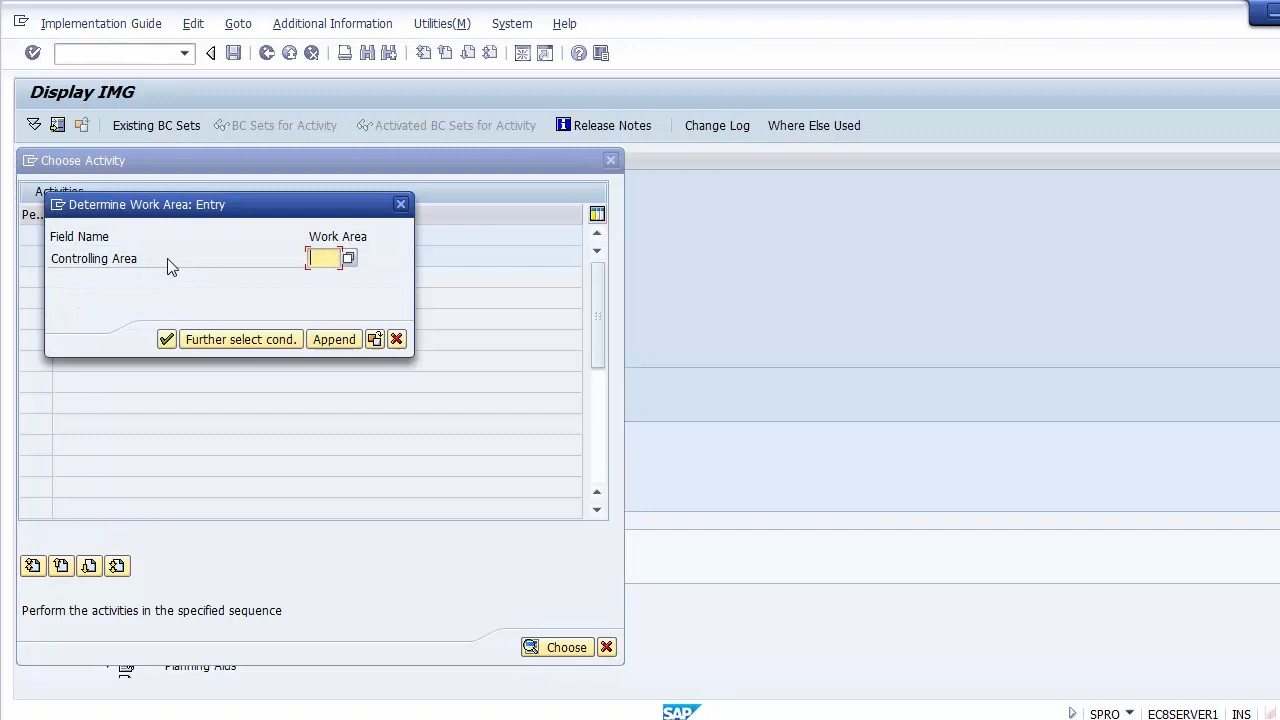 Implementation Guide Edit Goto Additional Information Utilities(M) System Help
Display IMG
Existing BC Sets BC Sets for Activity Activated BC Sets for Activity Release Notes Change Log Where Else Used
Choose Activity
Activities
Pe...
Determine Work Area: Entry
Field Name Work Area
Controlling Area
Further select cond. Append
Perform the activities in the specified sequence
Choose
Planning Aids
SAP SPRO EC8SERVER1 INS